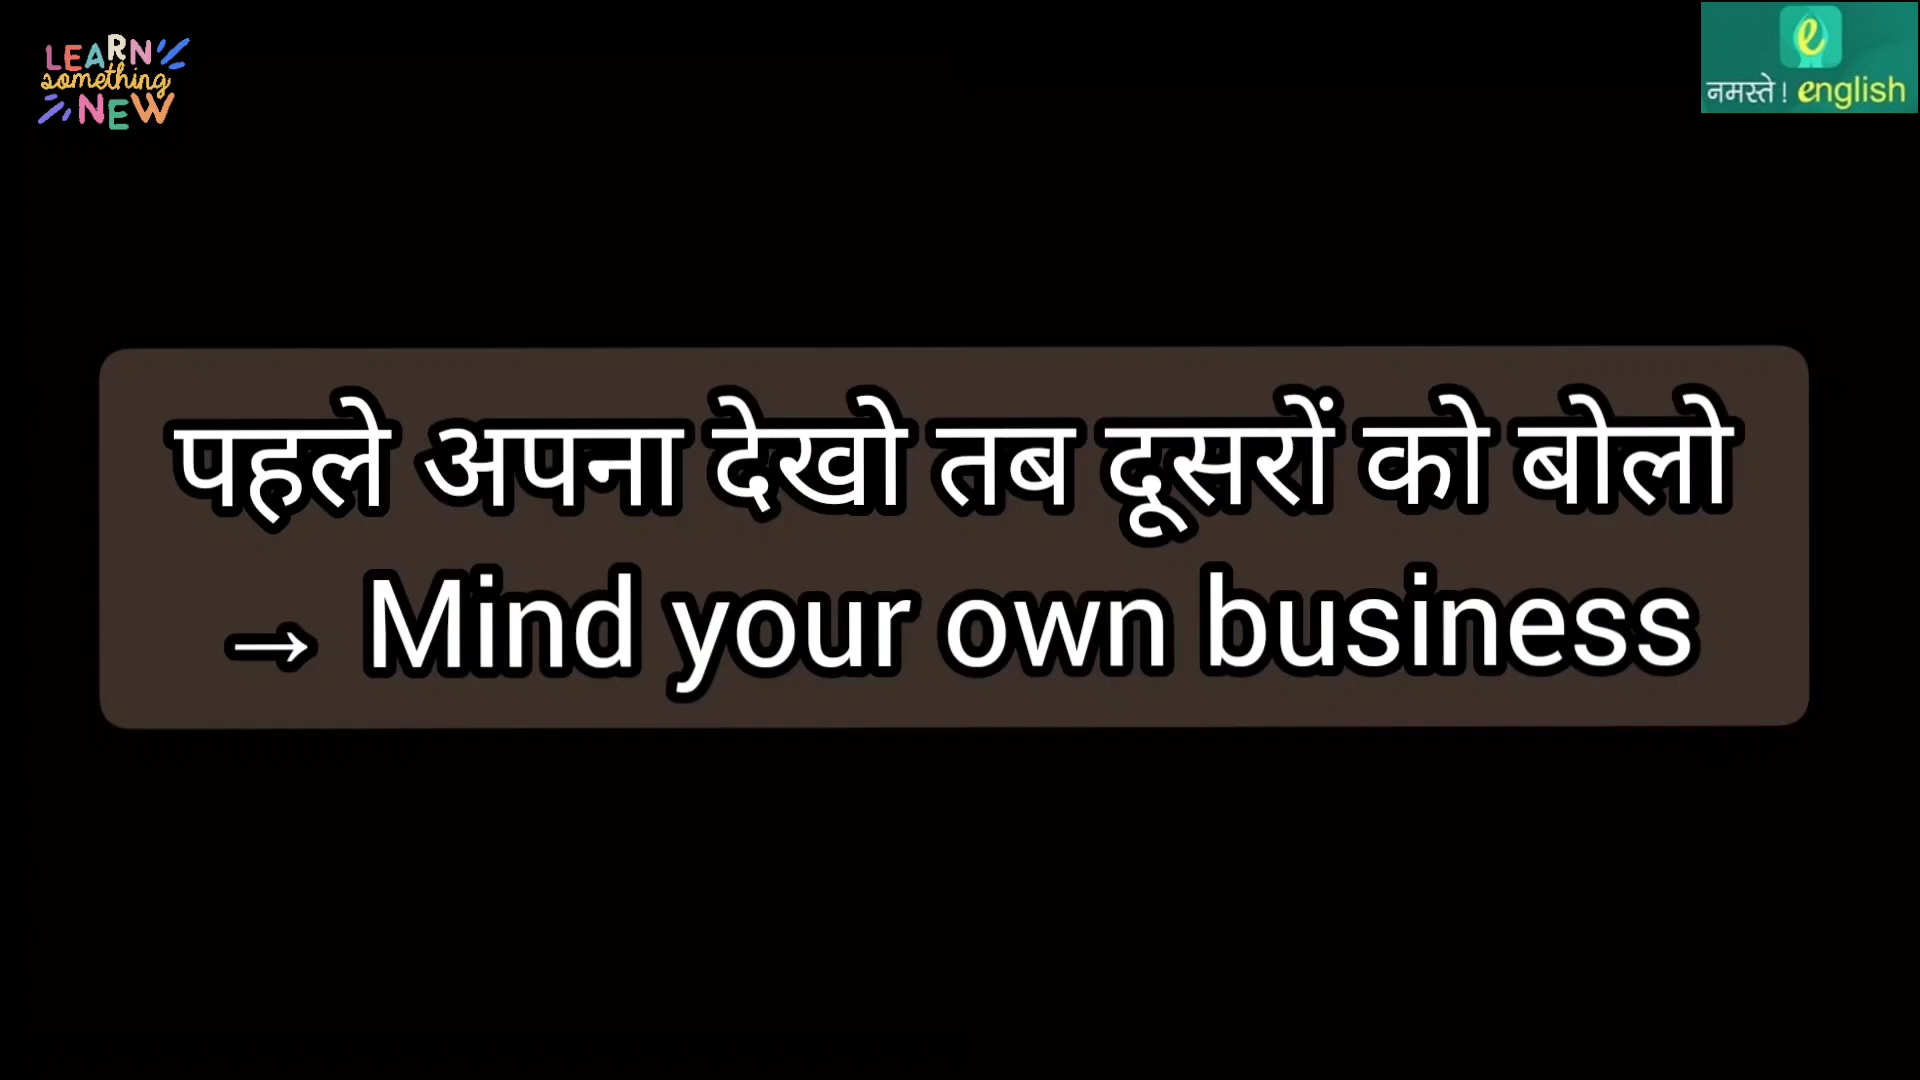 LEARN
something
NEW
e
नमस्ते ! english
पहले अपना देखो तब दूसरों को बोलो
→ Mind your own business